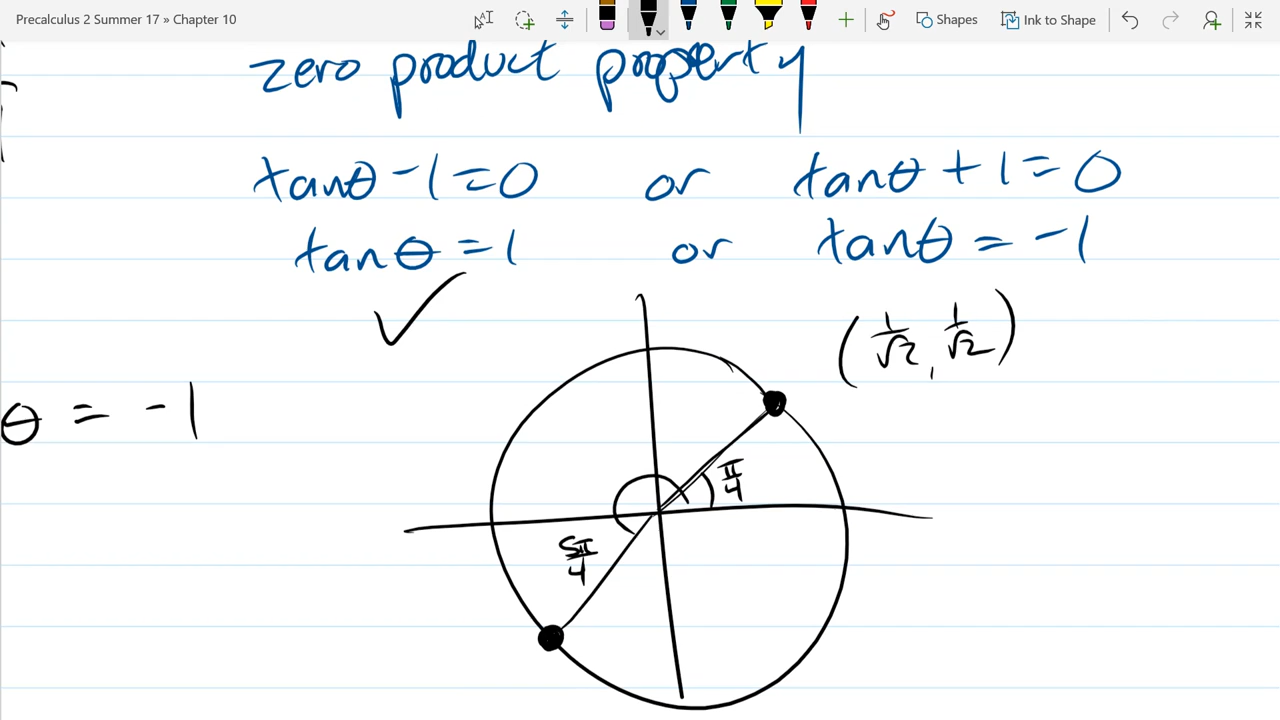 Precalculus 2 Summer 17 » Chapter 10
Shapes
Ink to Shape
zero product property
tanθ - 1 = 0 or tanθ + 1 = 0
tan θ = 1 or tanθ = -1
✓
(1/√2, 1/√2)
θ = -1
π/4
5π/4